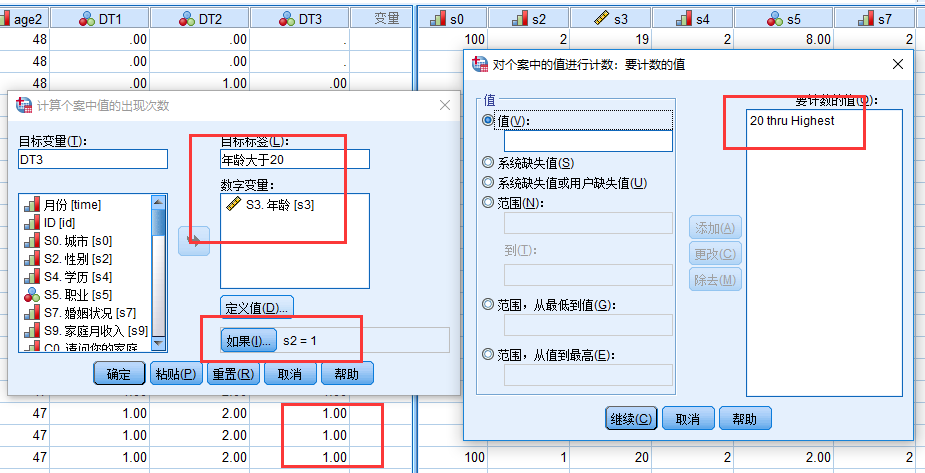 age2 DT1 DT2 DT3 变量 s0 s2 s3 s4 s5 s7
48 .00 .00 . 100 2 19 2 8.00 2
48 .00 .00 .
48 .00 1.00 .00
对个案中的值进行计数：要计数的值
值
值(V):
系统缺失值(S)
系统缺失值或用户缺失值(U)
范围(N):
到(T):
范围，从最低到值(G):
范围，从值到最高(E):
添加(A)
更改(C)
除去(M)
要计数的值(O):
20 thru Highest
继续(C) 取消 帮助
计算个案中值的出现次数
目标变量(T):
DT3
目标标签(L):
年龄大于20
数字变量:
S3. 年龄 [s3]
月份 [time]
ID [id]
S0. 城市 [s0]
S2. 性别 [s2]
S4. 学历 [s4]
S5. 职业 [s5]
S7. 婚姻状况 [s7]
S9. 家庭月收入 [s9]
C0. 请问你的家庭
定义值(D)...
如果(I)... s2 = 1
确定 粘贴(P) 重置(R) 取消 帮助
47 1.00 2.00 1.00
47 1.00 2.00 1.00
47 1.00 2.00 1.00 100 1 20 2 2.00 2